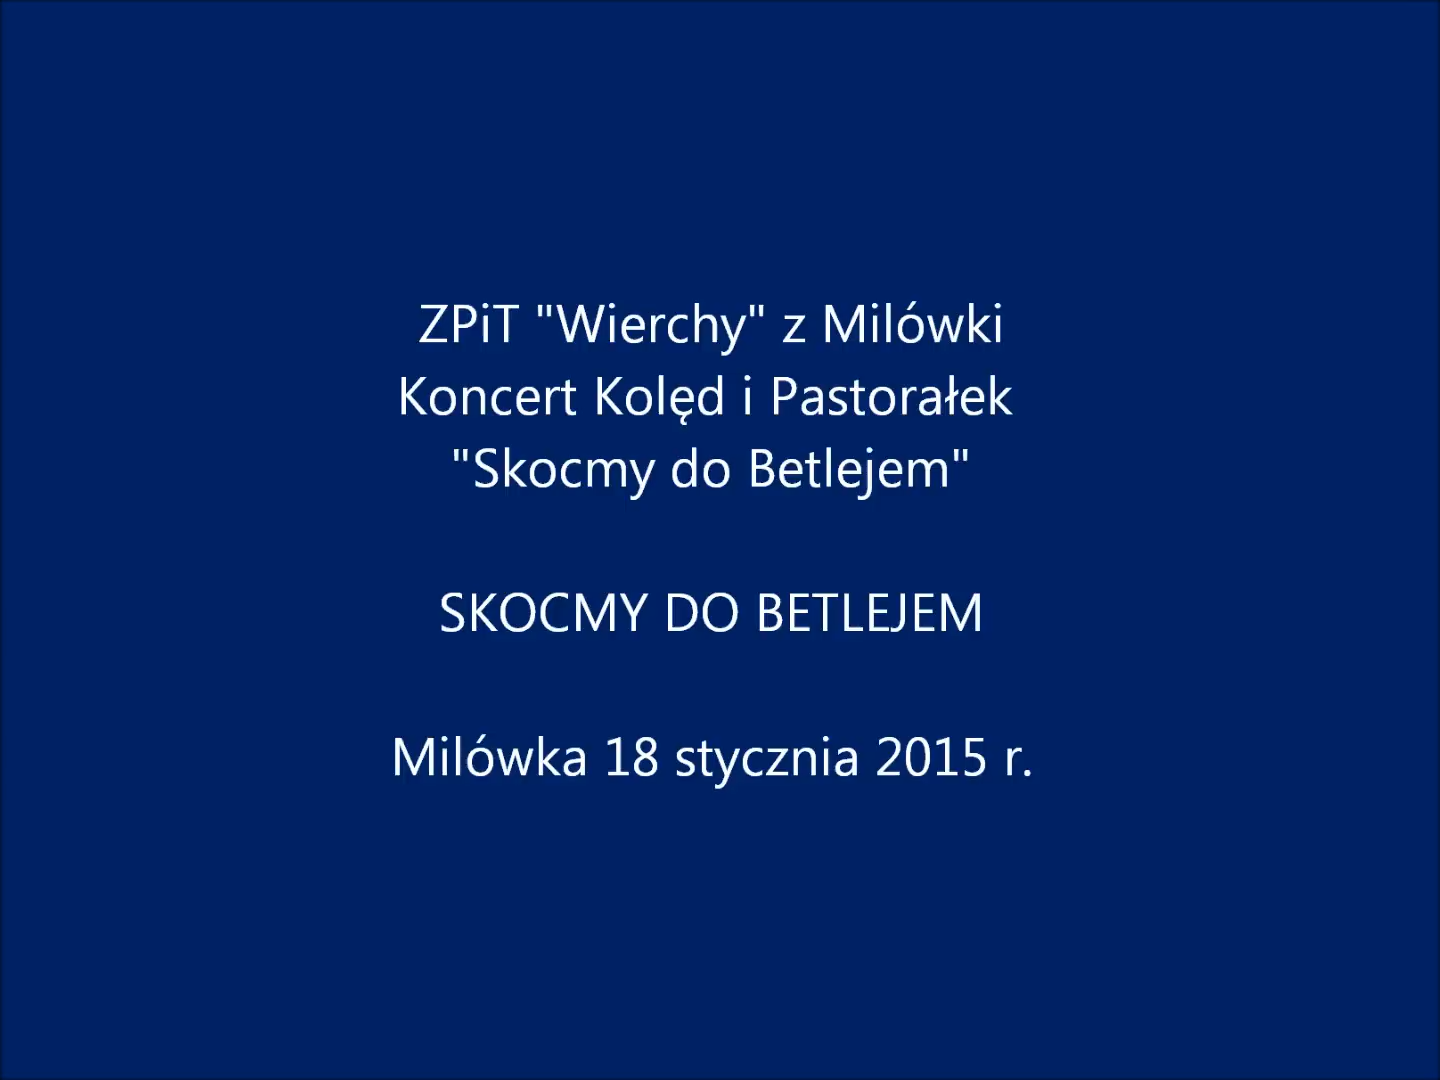 ZPiT "Wierchy" z Milówki
Koncert Kolęd i Pastorałek
"Skocmy do Betlejem"
SKOCMY DO BETLEJEM
Milówka 18 stycznia 2015 r.